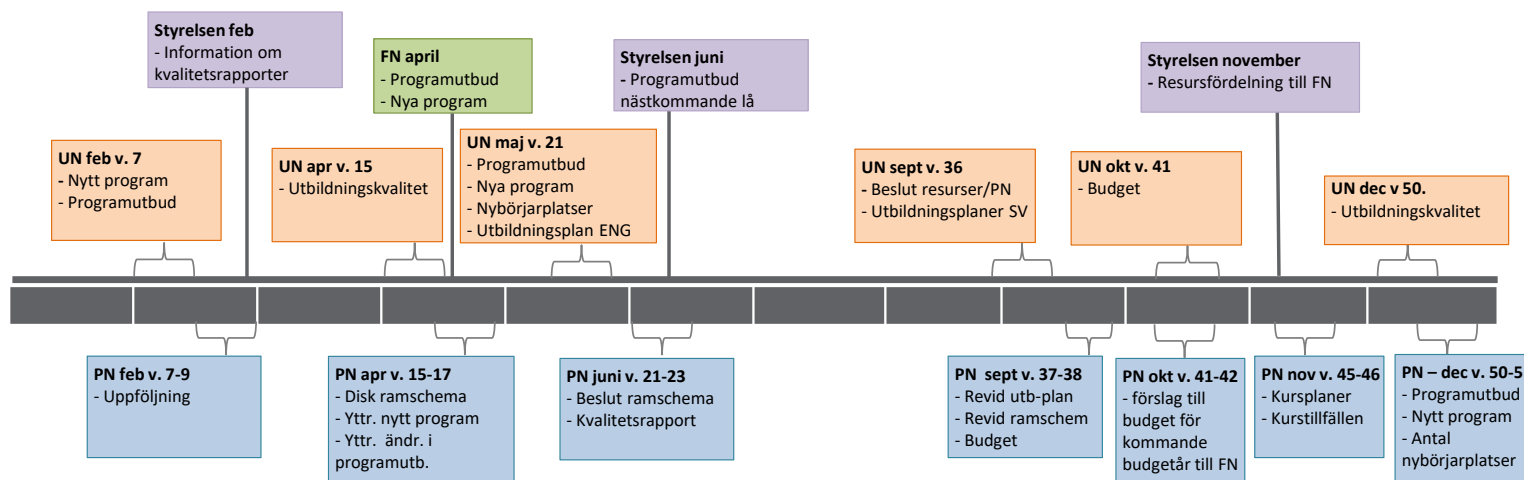 Styrelsen feb
- Information om
kvalitetsrapporter
FN april
- Programutbud
- Nya program
Styrelsen juni
- Programutbud
nästkommande lå
Styrelsen november
- Resursfördelning till FN
UN feb v. 7
- Nytt program
- Programutbud
UN apr v. 15
- Utbildningskvalitet
UN maj v. 21
- Programutbud
- Nya program
- Nybörjarplatser
- Utbildningsplan ENG
UN sept v. 36
- Beslut resurser/PN
- Utbildningsplaner SV
UN okt v. 41
- Budget
UN dec v 50.
- Utbildningskvalitet
PN feb v. 7-9
- Uppföljning
PN apr v. 15-17
- Disk ramschema
- Yttr. nytt program
- Yttr. ändr. i
programutb.
PN juni v. 21-23
- Beslut ramschema
- Kvalitetsrapport
PN sept v. 37-38
- Revid utb-plan
- Revid ramschem
- Budget
PN okt v. 41-42
- förslag till
budget för
kommande
budgetår till FN
PN nov v. 45-46
- Kursplaner
- Kurstillfällen
PN – dec v. 50-5
- Programutbud
- Nytt program
- Antal
nybörjarplatser